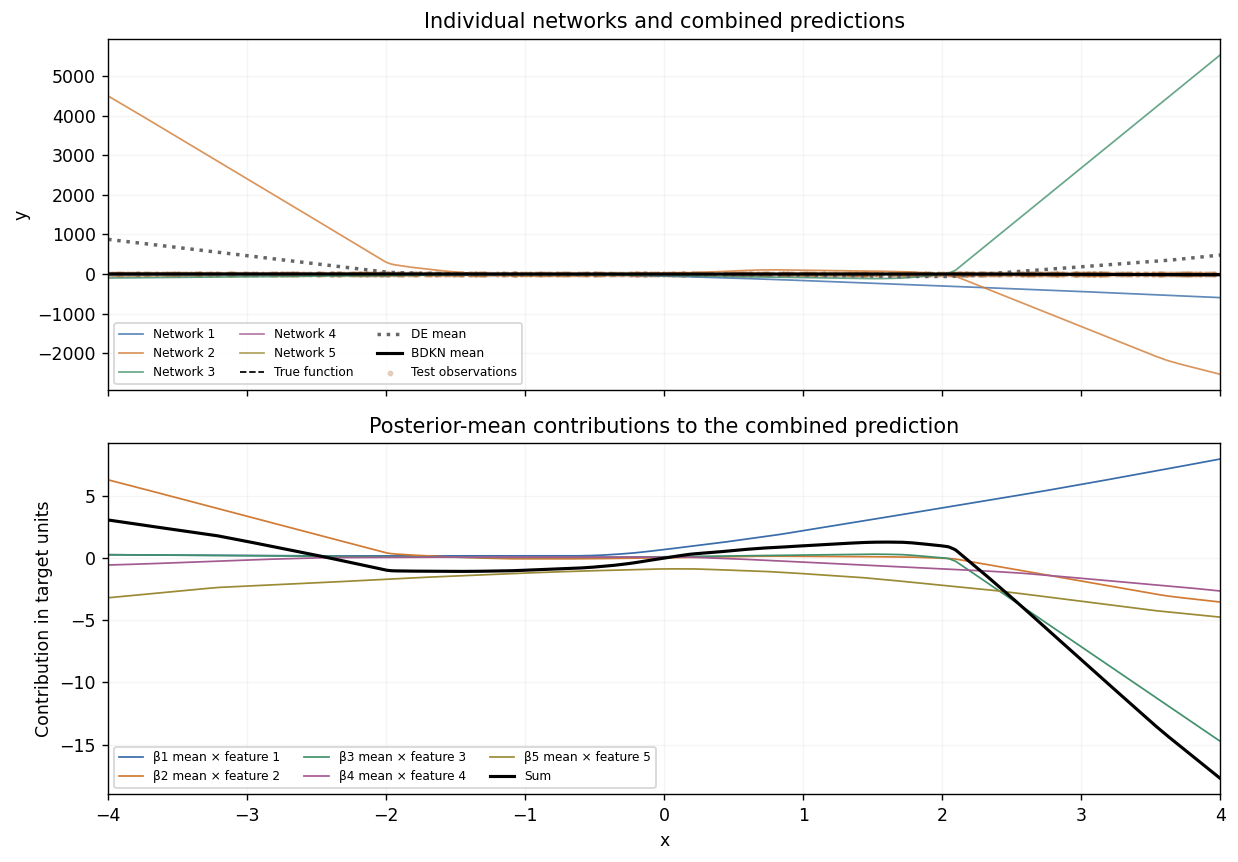 Individual networks and combined predictions
5000
4000
3000
2000
1000
0
−1000
−2000
y
Network 1 Network 4 DE mean
Network 2 Network 5 BDKN mean
Network 3 True function Test observations
Posterior-mean contributions to the combined prediction
5
0
−5
−10
−15
Contribution in target units
β1 mean × feature 1 β3 mean × feature 3 β5 mean × feature 5
β2 mean × feature 2 β4 mean × feature 4 Sum
−4 −3 −2 −1 0 1 2 3 4
x